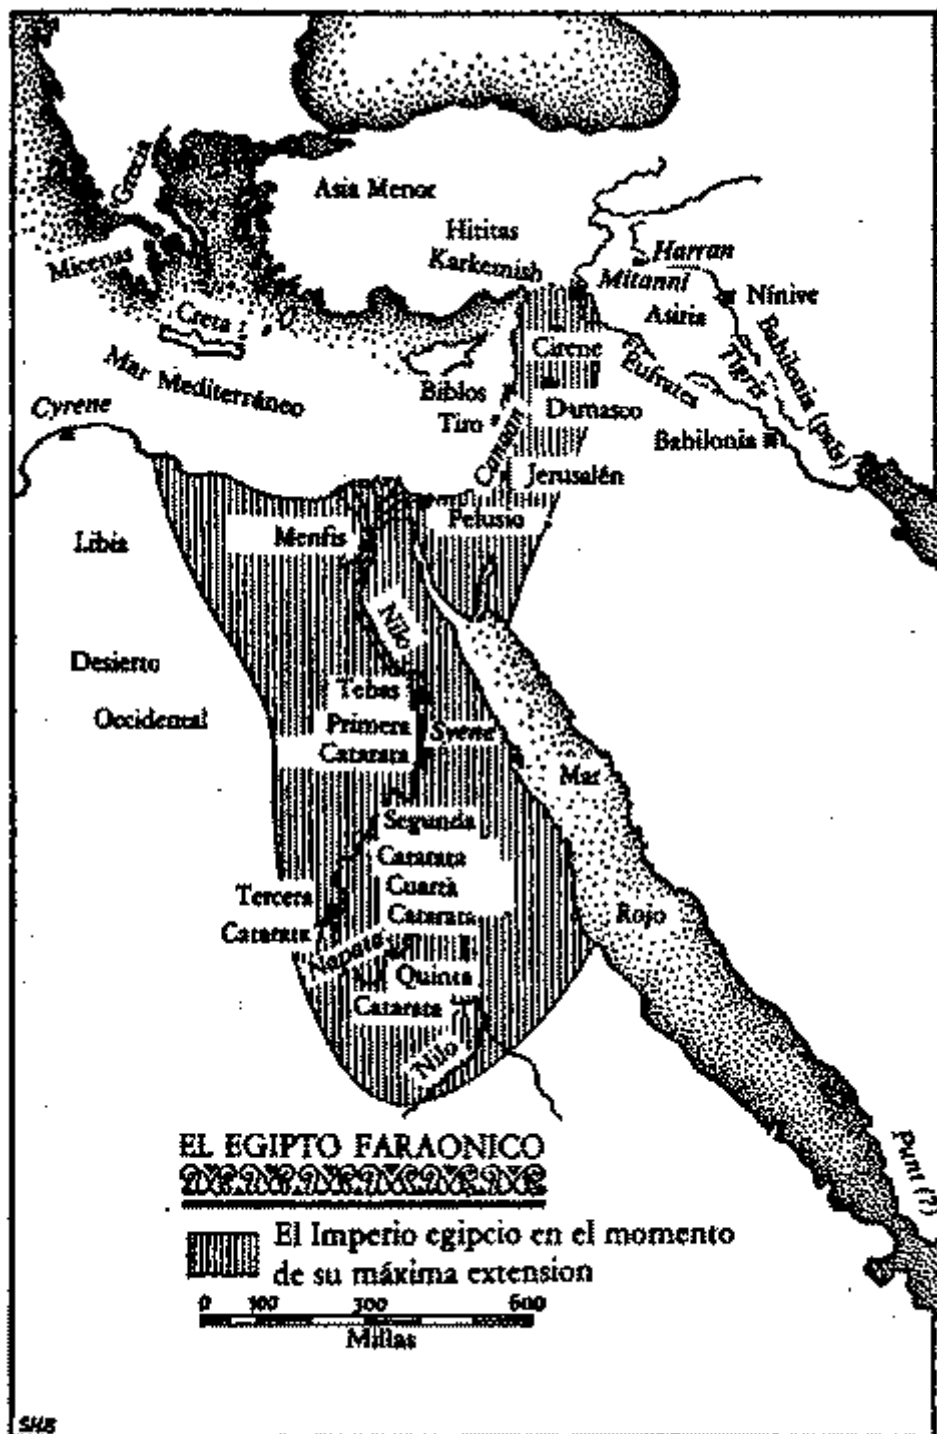 Grecia
Asia Menor
Micenas
Hititas
Karkemish
Harran
Mitanni
Nínive
Asiria
Creta
Cirene
Eufrates
Tigris
Babilonia (país)
Mar Mediterráneo
Biblos
Tiro
Damasco
Cyrene
Canaan
Babilonia
Jerusalén
Pelusio
Menfis
Libia
Nilo
Desierto
Occidental
Tebas
Primera
Catarata
Syene
Mar
Rojo
Segunda
Catarata
Cuarta
Catarata
Tercera
Catarata
Napata
Quinta
Catarata
Nilo
Punt (?)
EL EGIPTO FARAONICO
El Imperio egipcio en el momento
de su máxima extension
0 100 300 600
Millas
SHB